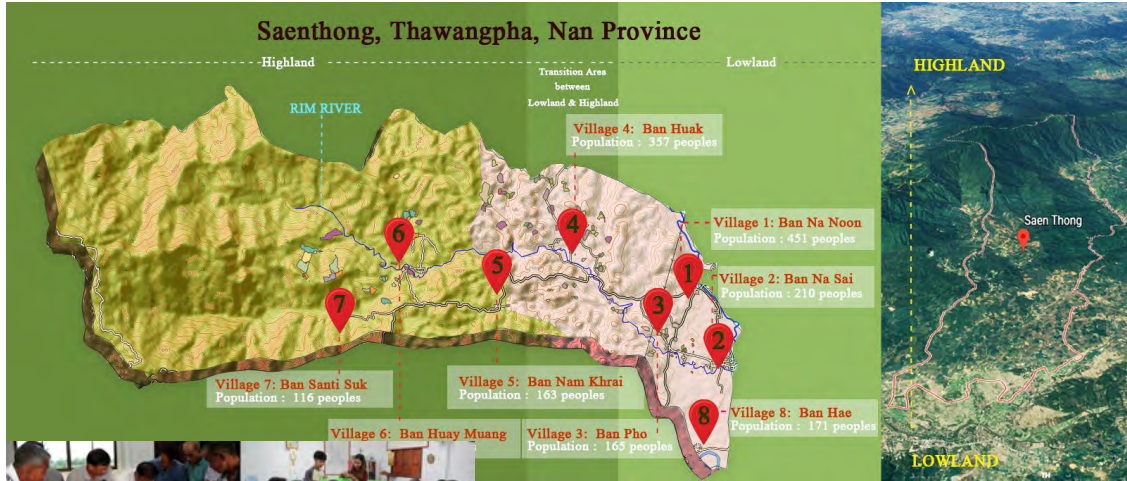 Saenthong, Thawangpha, Nan Province
Highland
Transition Area
between
Lowland & Highland
Lowland
RIM RIVER
Village 4: Ban Huak
Population : 357 peoples
Village 1: Ban Na Noon
Population : 451 peoples
Village 2: Ban Na Sai
Population : 210 peoples
6
4
5
1
7
3
2
8
Village 7: Ban Santi Suk
Population : 116 peoples
Village 5: Ban Nam Khrai
Population : 163 peoples
Village 8: Ban Hae
Population : 171 peoples
Village 6: Ban Huay Muang
Village 3: Ban Pho
Population : 165 peoples
HIGHLAND
Saen Thong
LOWLAND